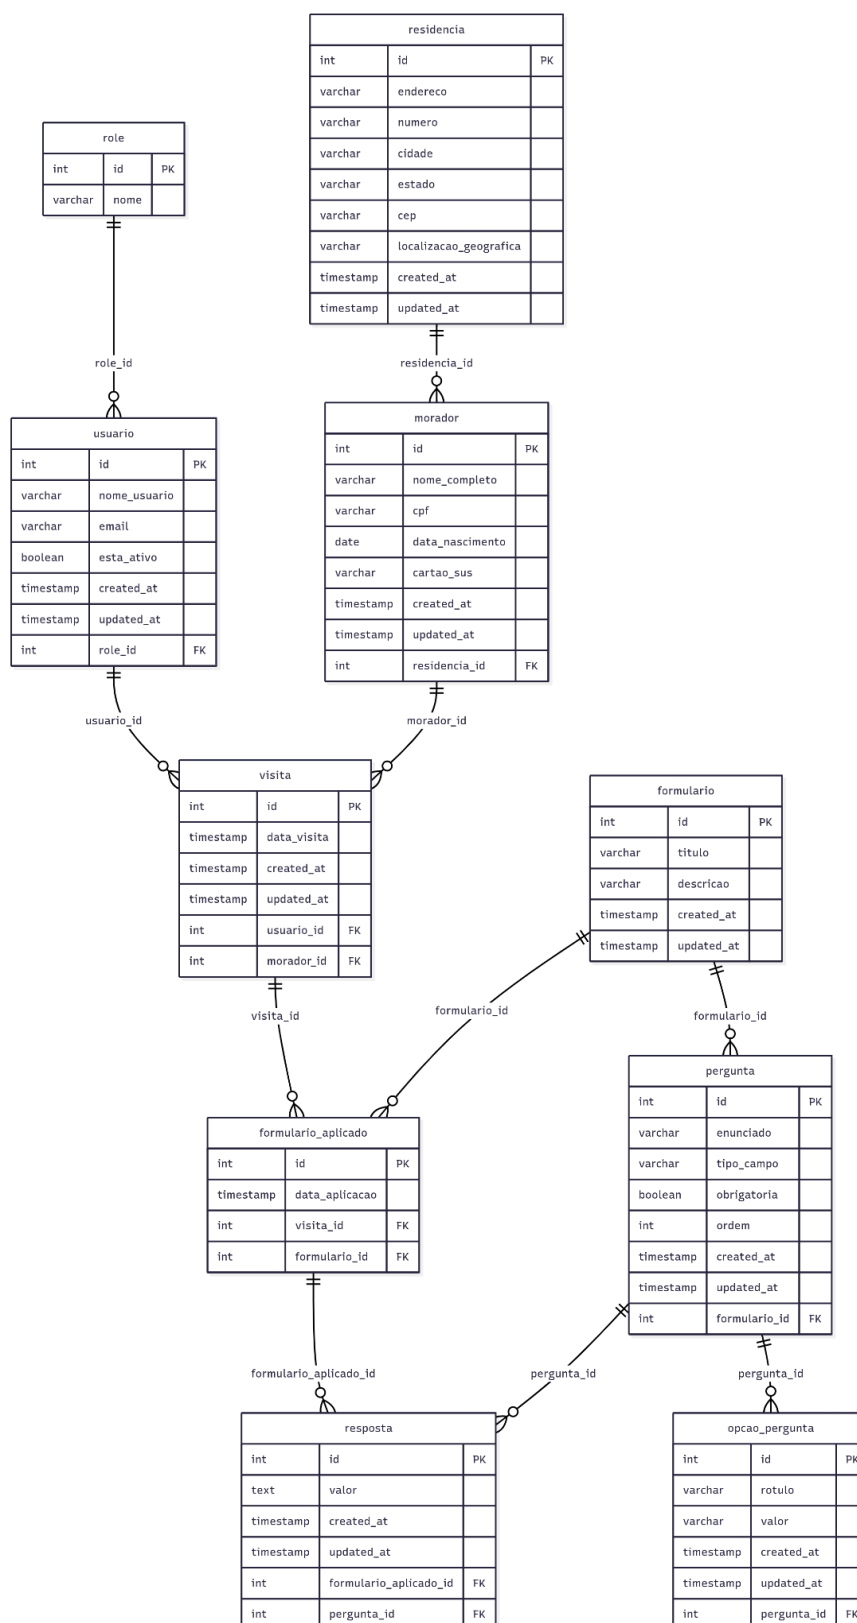 residencia
int id PK
varchar endereco
varchar numero
varchar cidade
varchar estado
varchar cep
varchar localizacao_geografica
timestamp created_at
timestamp updated_at
role
int id PK
varchar nome
role_id
residencia_id
usuario
int id PK
varchar nome_usuario
varchar email
boolean esta_ativo
timestamp created_at
timestamp updated_at
int role_id FK
morador
int id PK
varchar nome_completo
varchar cpf
date data_nascimento
varchar cartao_sus
timestamp created_at
timestamp updated_at
int residencia_id FK
usuario_id
morador_id
visita
int id PK
timestamp data_visita
timestamp created_at
timestamp updated_at
int usuario_id FK
int morador_id FK
formulario
int id PK
varchar titulo
varchar descricao
timestamp created_at
timestamp updated_at
visita_id
formulario_id
formulario_id
formulario_aplicado
int id PK
timestamp data_aplicacao
int visita_id FK
int formulario_id FK
pergunta
int id PK
varchar enunciado
varchar tipo_campo
boolean obrigatoria
int ordem
timestamp created_at
timestamp updated_at
int formulario_id FK
formulario_aplicado_id
pergunta_id
pergunta_id
resposta
int id PK
text valor
timestamp created_at
timestamp updated_at
int formulario_aplicado_id FK
int pergunta_id FK
opcao_pergunta
int id PK
varchar rotulo
varchar valor
timestamp created_at
timestamp updated_at
int pergunta_id FK